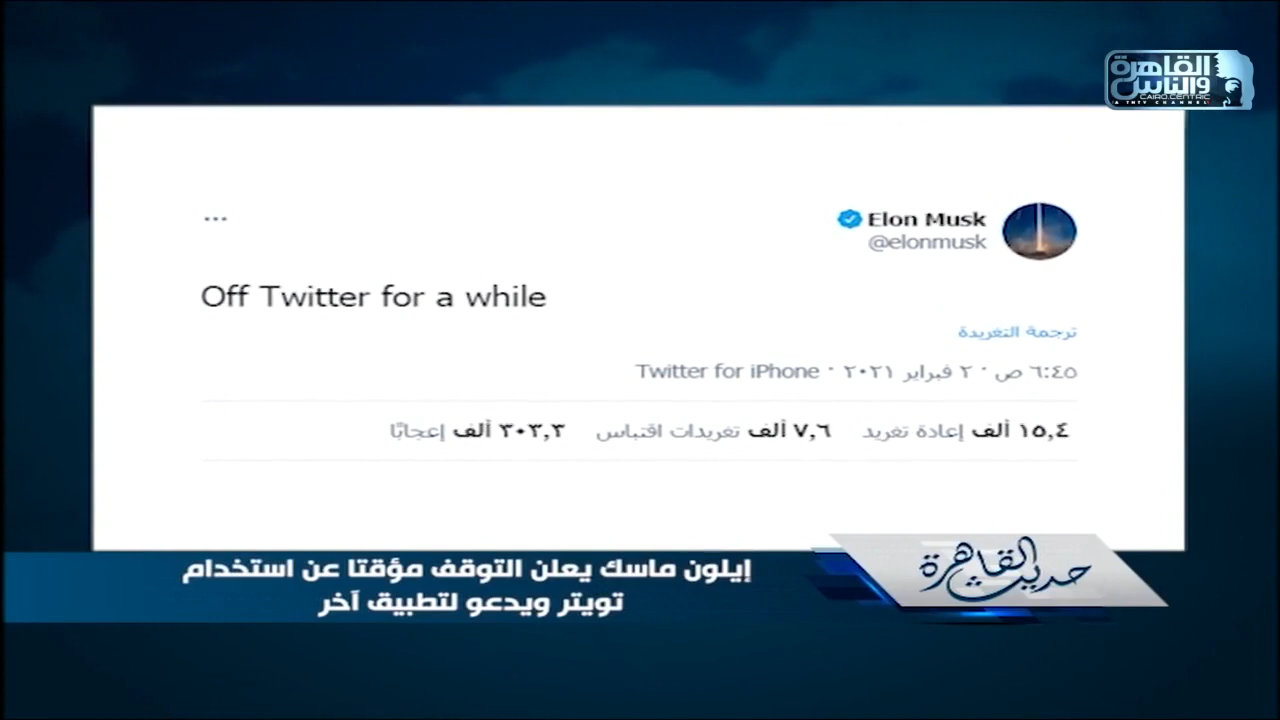 القاهرة
والناس
CAIRO.CENTRIC
A TNTV CHANNEL
Elon Musk
@elonmusk
Off Twitter for a while
ترجمة التغريدة
٦:٤٥ ص · ٢ فبراير ٢٠٢١ · Twitter for iPhone
١٥,٤ ألف إعادة تغريد ٧,٦ ألف تغريدات اقتباس ٣٠٣,٣ ألف إعجابًا
حديث القاهرة
إيلون ماسك يعلن التوقف مؤقتا عن استخدام
تويتر ويدعو لتطبيق آخر